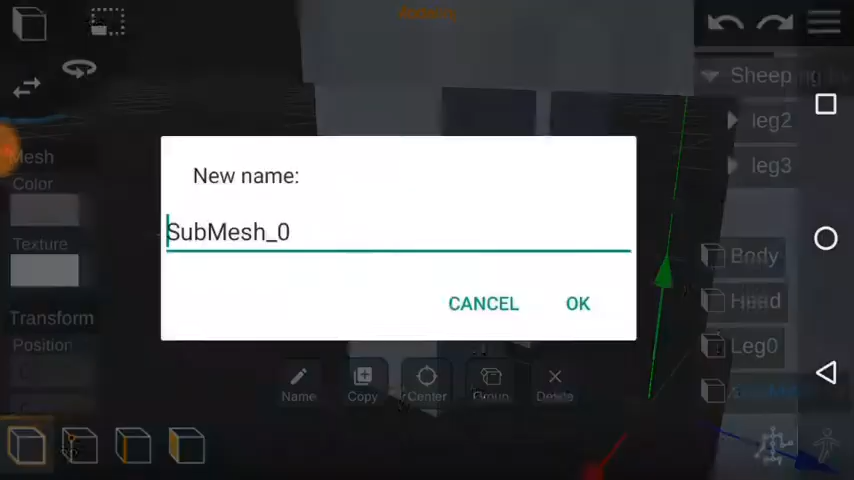 Sheep
leg2
leg3
Mesh
Color
New name:
SubMesh_0
Texture
Body
CANCEL
OK
Head
Transform
Position
Leg0
Name
Copy
Center
Group
Delete